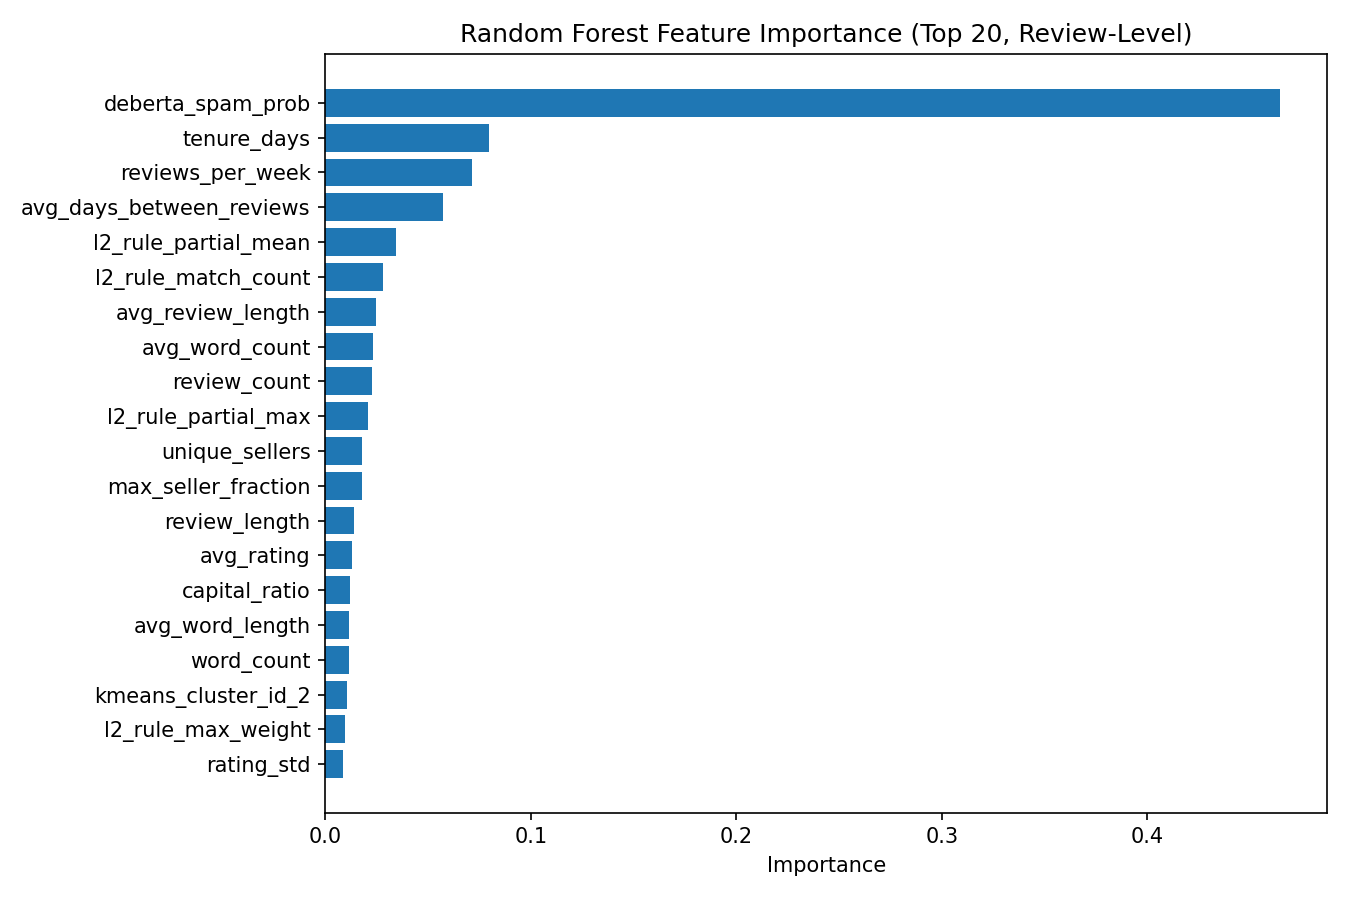 Random Forest Feature Importance (Top 20, Review-Level)
deberta_spam_prob
tenure_days
reviews_per_week
avg_days_between_reviews
l2_rule_partial_mean
l2_rule_match_count
avg_review_length
avg_word_count
review_count
l2_rule_partial_max
unique_sellers
max_seller_fraction
review_length
avg_rating
capital_ratio
avg_word_length
word_count
kmeans_cluster_id_2
l2_rule_max_weight
rating_std
0.0 0.1 0.2 0.3 0.4
Importance